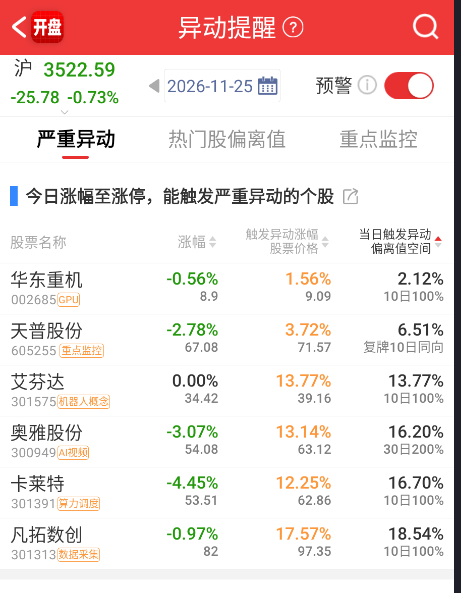 开盘 异动提醒 ?
沪 3522.59
-25.78 -0.73%
2026-11-25
预警
严重异动 热门股偏离值 重点监控
今日涨幅至涨停，能触发严重异动的个股
股票名称 涨幅 触发异动涨幅 股票价格 当日触发异动 偏离值空间
华东重机 -0.56% 1.56% 2.12%
002685 GPU 8.9 9.09 10日100%
天普股份 -2.78% 3.72% 6.51%
605255 重点监控 67.08 71.57 复牌10日同向
艾芬达 0.00% 13.77% 13.77%
301575 机器人概念 34.42 39.16 10日100%
奥雅股份 -3.07% 13.14% 16.20%
300949 AI视频 54.08 63.12 30日200%
卡莱特 -4.45% 12.25% 16.70%
301391 算力调度 53.51 62.86 10日100%
凡拓数创 -0.97% 17.57% 18.54%
301313 数据采集 82 97.35 10日100%